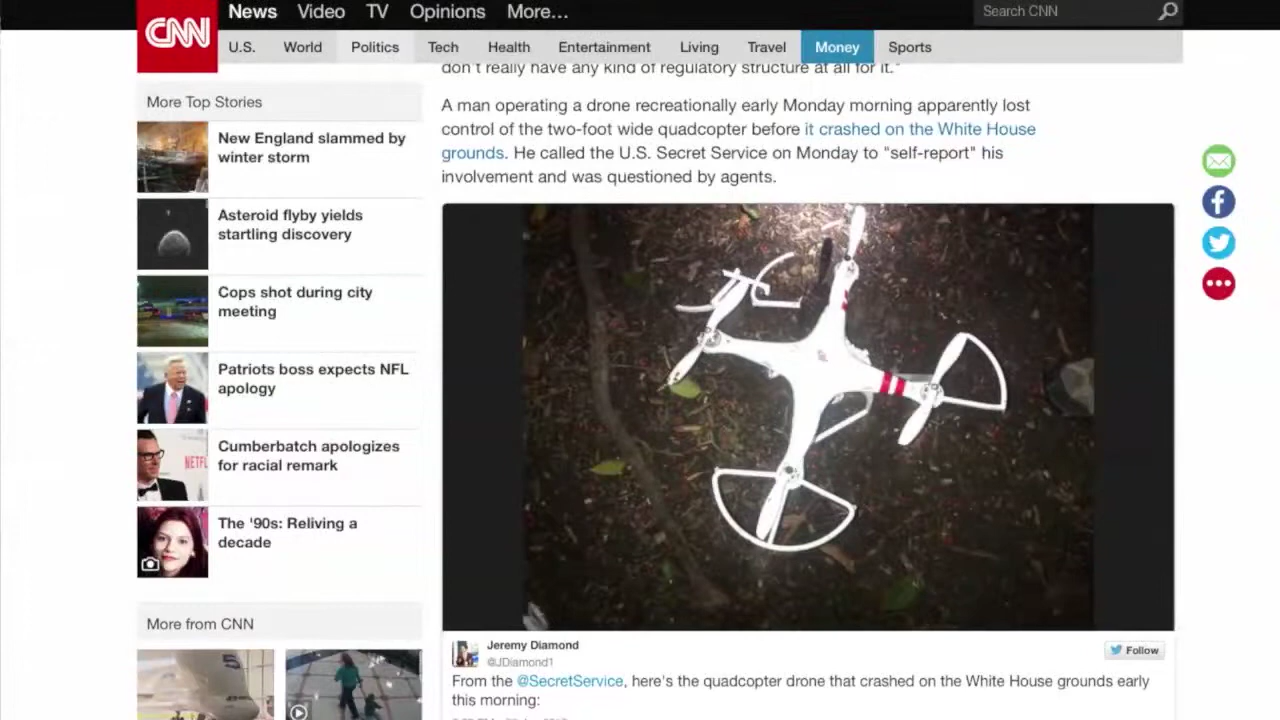 CNN
News Video TV Opinions More...
Search CNN
U.S. World Politics Tech Health Entertainment Living Travel Money Sports
don't really have any kind of regulatory structure at all for it."
More Top Stories
New England slammed by
winter storm
Asteroid flyby yields
startling discovery
Cops shot during city
meeting
Patriots boss expects NFL
apology
NETFL
Cumberbatch apologizes
for racial remark
The '90s: Reliving a
decade
More from CNN
A man operating a drone recreationally early Monday morning apparently lost
control of the two-foot wide quadcopter before it crashed on the White House
grounds. He called the U.S. Secret Service on Monday to "self-report" his
involvement and was questioned by agents.
Jeremy Diamond
@JDiamond1
Follow
From the @SecretService, here's the quadcopter drone that crashed on the White House grounds early
this morning: